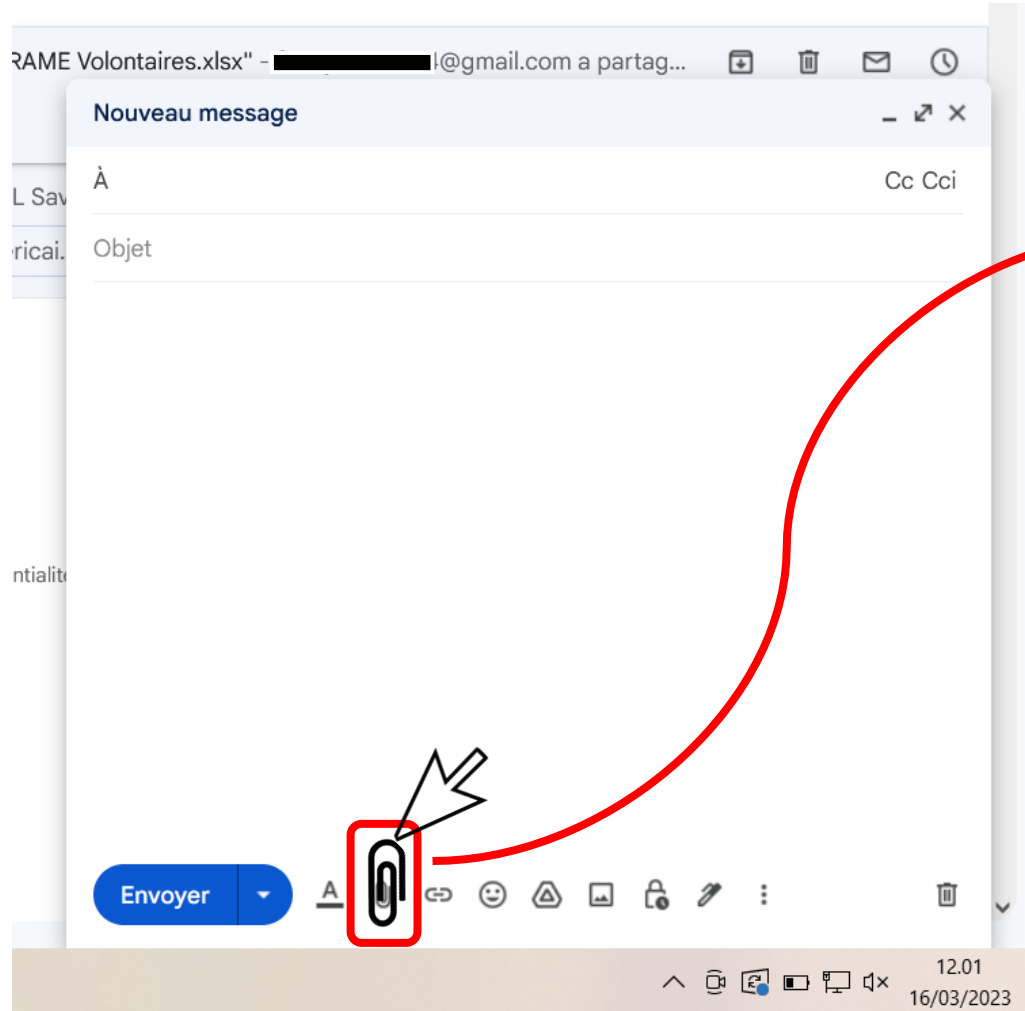 RAME Volontaires.xlsx" - @gmail.com a partag...
Nouveau message
À Cc Cci
L Sav
ricai.
Objet
ntialité
Envoyer A
12.01
16/03/2023